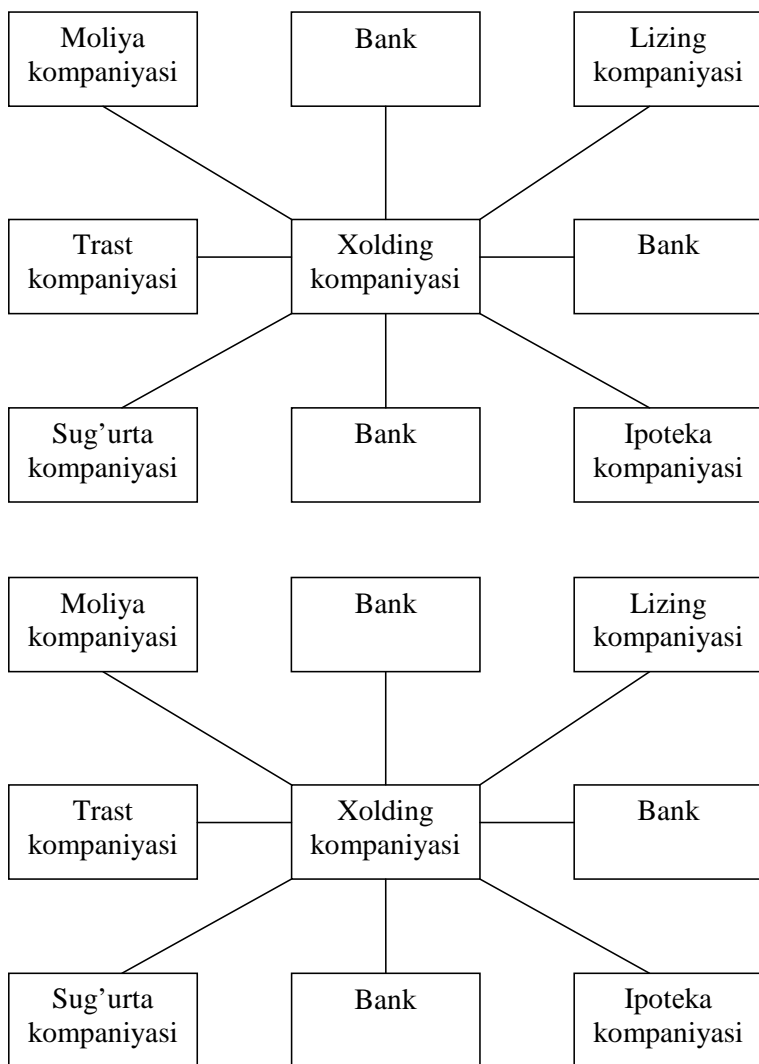 Moliya
kompaniyasi
Bank
Lizing
kompaniyasi
Trast
kompaniyasi
Xolding
kompaniyasi
Bank
Sug’urta
kompaniyasi
Bank
Ipoteka
kompaniyasi
Moliya
kompaniyasi
Bank
Lizing
kompaniyasi
Trast
kompaniyasi
Xolding
kompaniyasi
Bank
Sug’urta
kompaniyasi
Bank
Ipoteka
kompaniyasi